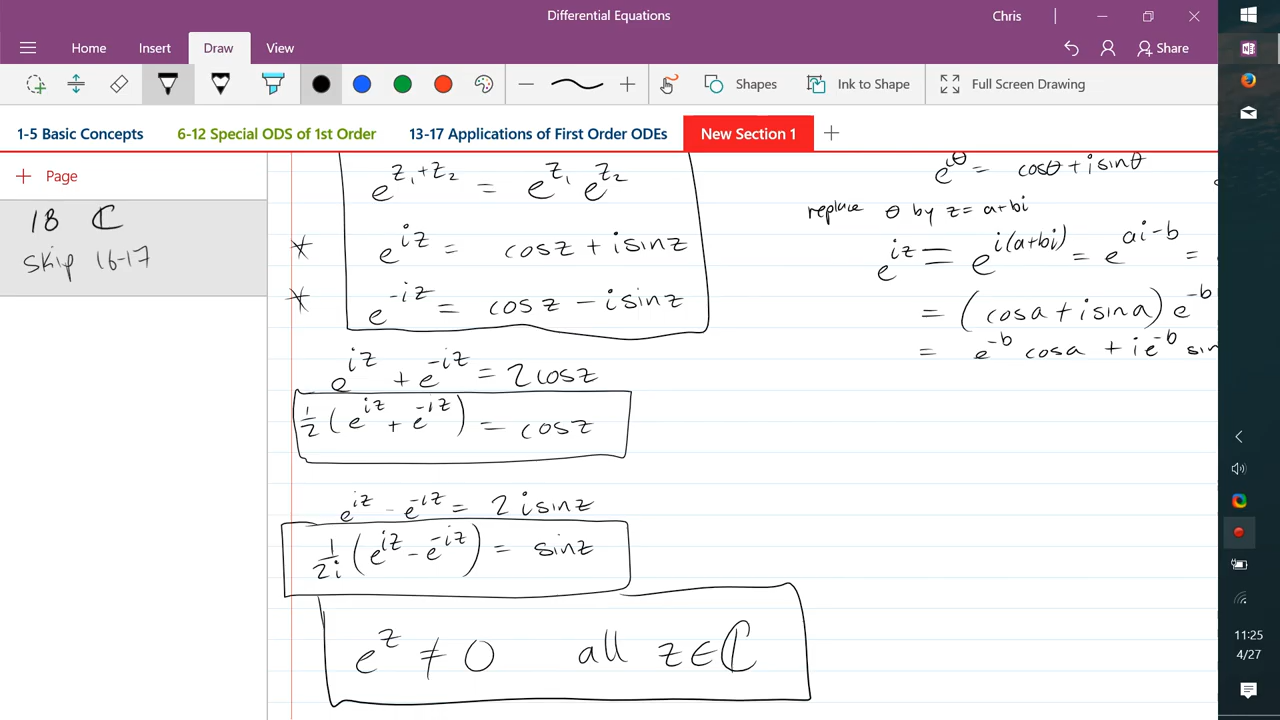 Differential Equations
Chris
Home Insert Draw View
Share
Shapes
Ink to Shape
Full Screen Drawing
1-5 Basic Concepts
6-12 Special ODS of 1st Order
13-17 Applications of First Order ODEs
New Section 1
+ Page
18 ℂ
skip 16-17
e^{z₁+z₂} = e^{z₁} e^{z₂}
* e^{iz} = cosz + isinz
* e^{-iz} = cosz - isinz
e^{iz} + e^{-iz} = 2cosz
1/2 (e^{iz} + e^{-iz}) = cosz
e^{iz} - e^{-iz} = 2isinz
1/2i (e^{iz} - e^{-iz}) = sinz
e^z ≠ 0 all z∈ℂ
e^{iθ} = cosθ + isinθ
replace θ by z = a+bi
e^{iz} = e^{i(a+bi)} = e^{ai-b} =
= (cosa + isina) e^{-b}
= e^{-b} cosa + ie^{-b} sin
11:25
4/27